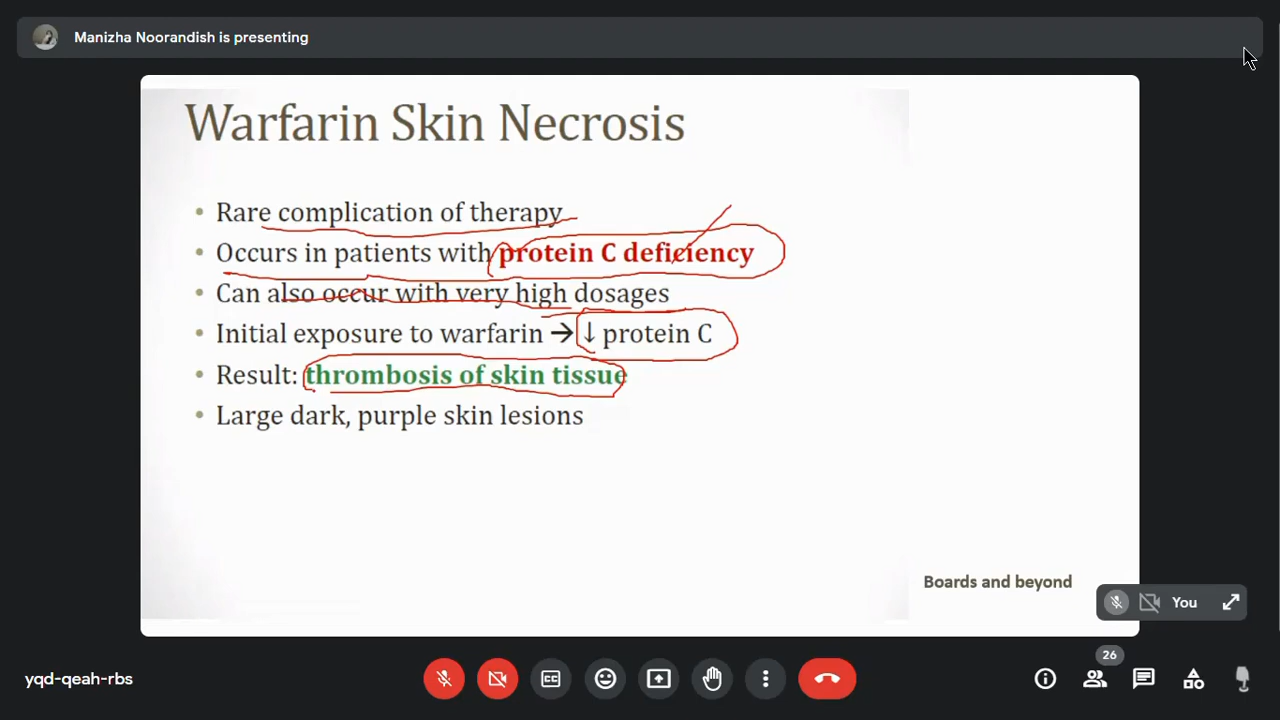 Manizha Noorandish is presenting
Warfarin Skin Necrosis
• Rare complication of therapy
• Occurs in patients with protein C deficiency
• Can also occur with very high dosages
• Initial exposure to warfarin → ↓ protein C
• Result: thrombosis of skin tissue
• Large dark, purple skin lesions
Boards and beyond
You
26
yqd-qeah-rbs
CC